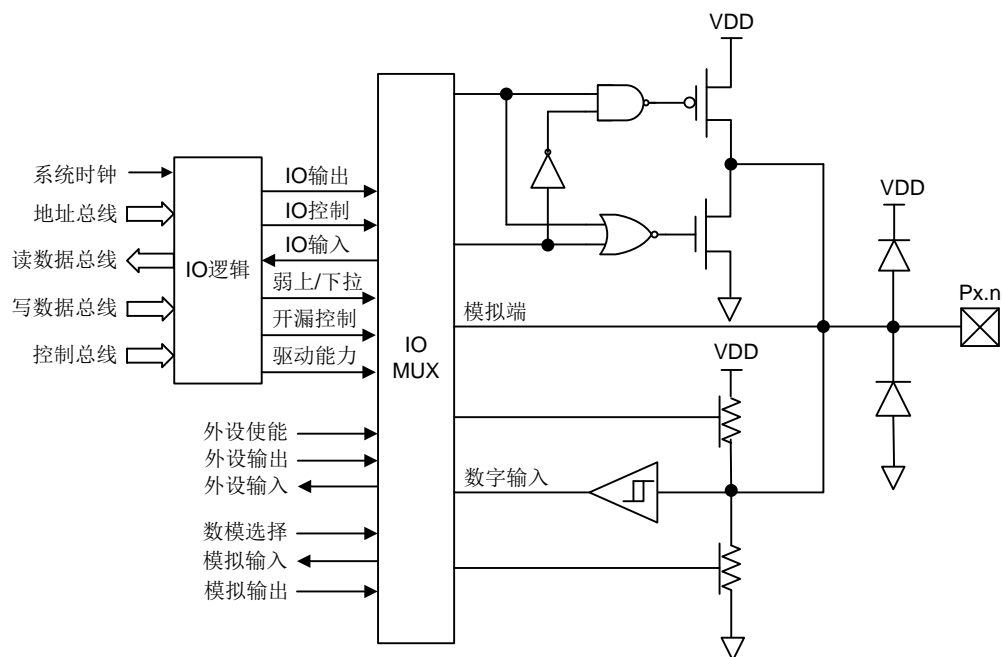 系统时钟
地址总线
读数据总线
写数据总线
控制总线
IO逻辑
IO输出
IO控制
IO输入
弱上/下拉
开漏控制
驱动能力
外设使能
外设输出
外设输入
数模选择
模拟输入
模拟输出
IO
MUX
VDD
模拟端
VDD
数字输入
VDD
Px.n